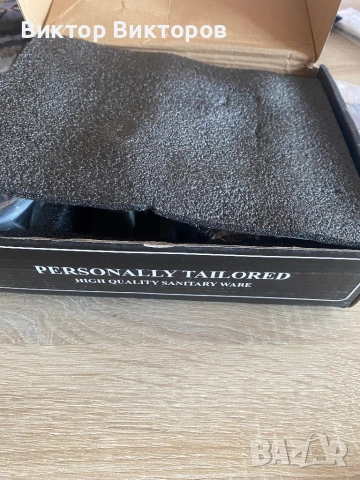 Виктор Викторов
PERSONALLY TAILORED
HIGH QUALITY SANITARY WARE
BAZAR